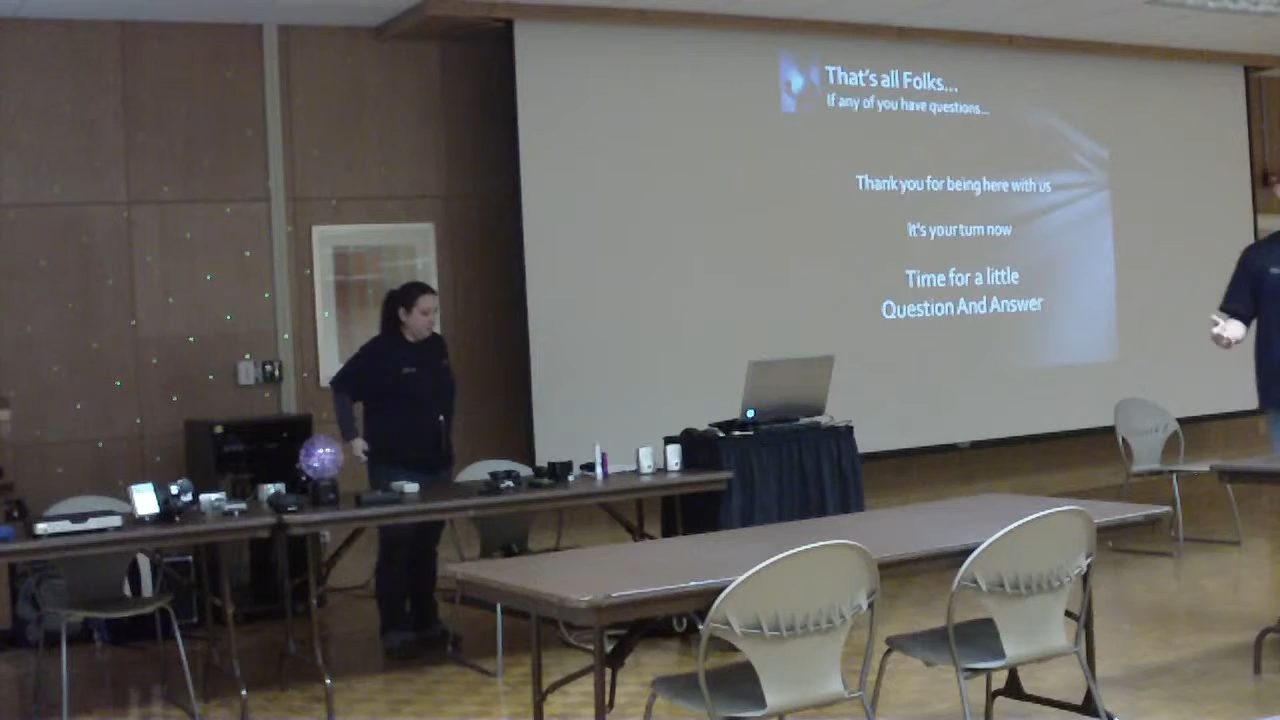 That's all Folks...
If any of you have questions...
Thank you for being here with us
It's your turn now
Time for a little
Question And Answer